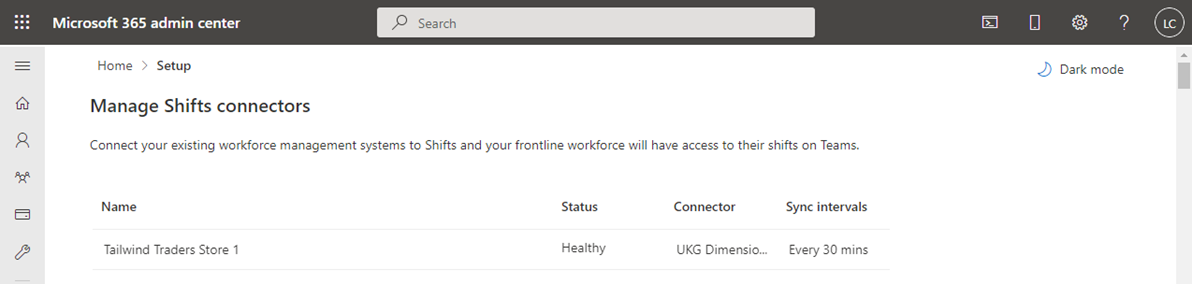 Microsoft 365 admin center
Search
LC
Home > Setup
Dark mode
Manage Shifts connectors
Connect your existing workforce management systems to Shifts and your frontline workforce will have access to their shifts on Teams.
Name Status Connector Sync intervals
Tailwind Traders Store 1 Healthy UKG Dimensio... Every 30 mins